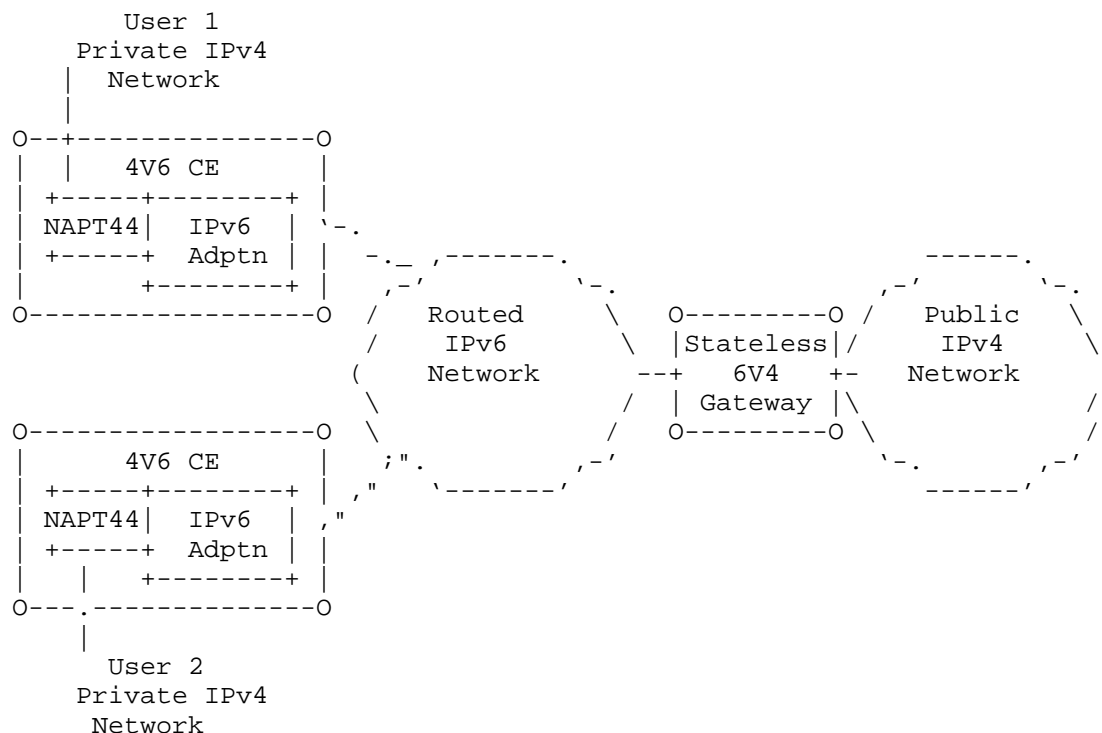 User 1
Private IPv4
Network
4V6 CE
NAPT44| IPv6
Adptn
Routed
IPv6
Network
Stateless
6V4
Gateway
Public
IPv4
Network
4V6 CE
NAPT44| IPv6
Adptn
User 2
Private IPv4
Network